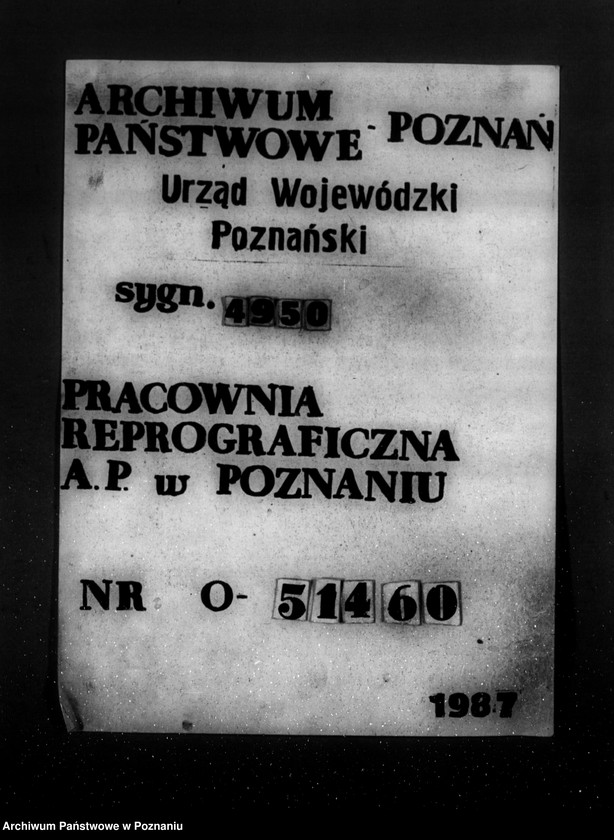 ARCHIWUM
PAŃSTWOWE - POZNAŃ
Urząd Wojewódzki
Poznański
sygn. 4950
PRACOWNIA
REPROGRAFICZNA
A.P. w POZNANIU
NR O- 51460
1987
Archiwum Państwowe w Poznaniu